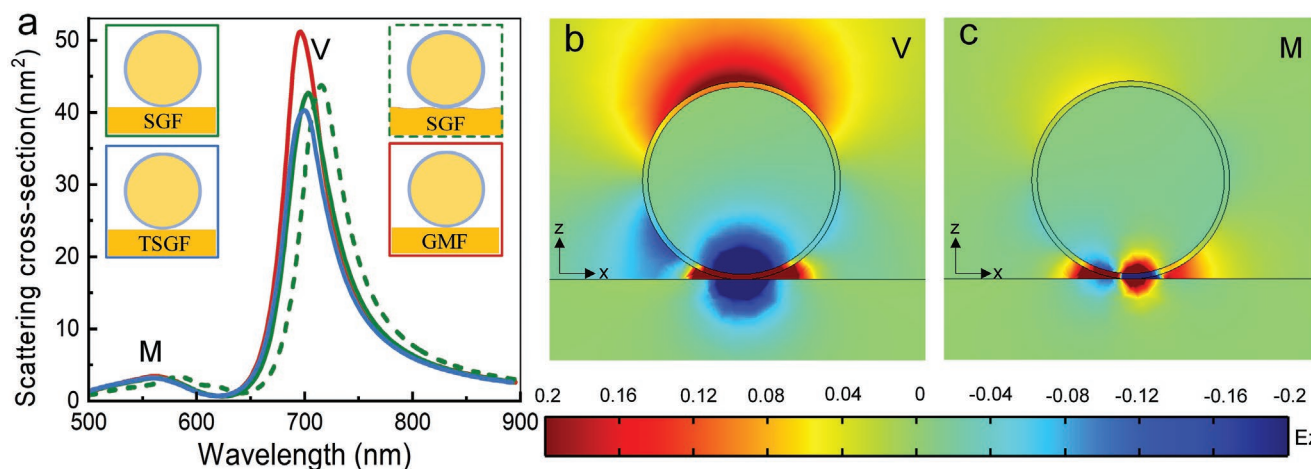 a
Scattering cross-section(nm²)
50
40
30
20
10
0
500
600
700
800
900
Wavelength (nm)
SGF
V
SGF
TSGF
GMF
M
b
V
z
x
c
M
z
x
0.2 0.16 0.12 0.08 0.04 0 -0.04 -0.08 -0.12 -0.16 -0.2
Ez